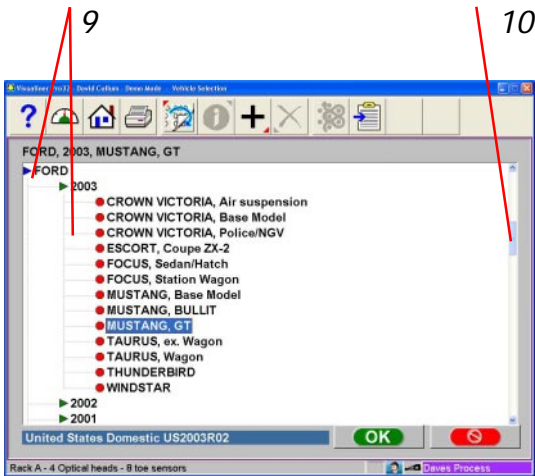 9
10
Visualiner Pro32 - David Collum - Demo Mode - Vehicle Selection
?
FORD, 2003, MUSTANG, GT
FORD
2003
CROWN VICTORIA, Air suspension
CROWN VICTORIA, Base Model
CROWN VICTORIA, Police/NGV
ESCORT, Coupe ZX-2
FOCUS, Sedan/Hatch
FOCUS, Station Wagon
MUSTANG, Base Model
MUSTANG, BULLIT
MUSTANG, GT
TAURUS, ex. Wagon
TAURUS, Wagon
THUNDERBIRD
WINDSTAR
2002
2001
United States Domestic US2003R02
OK
Rack A - 4 Optical heads - 8 toe sensors
Daves Process